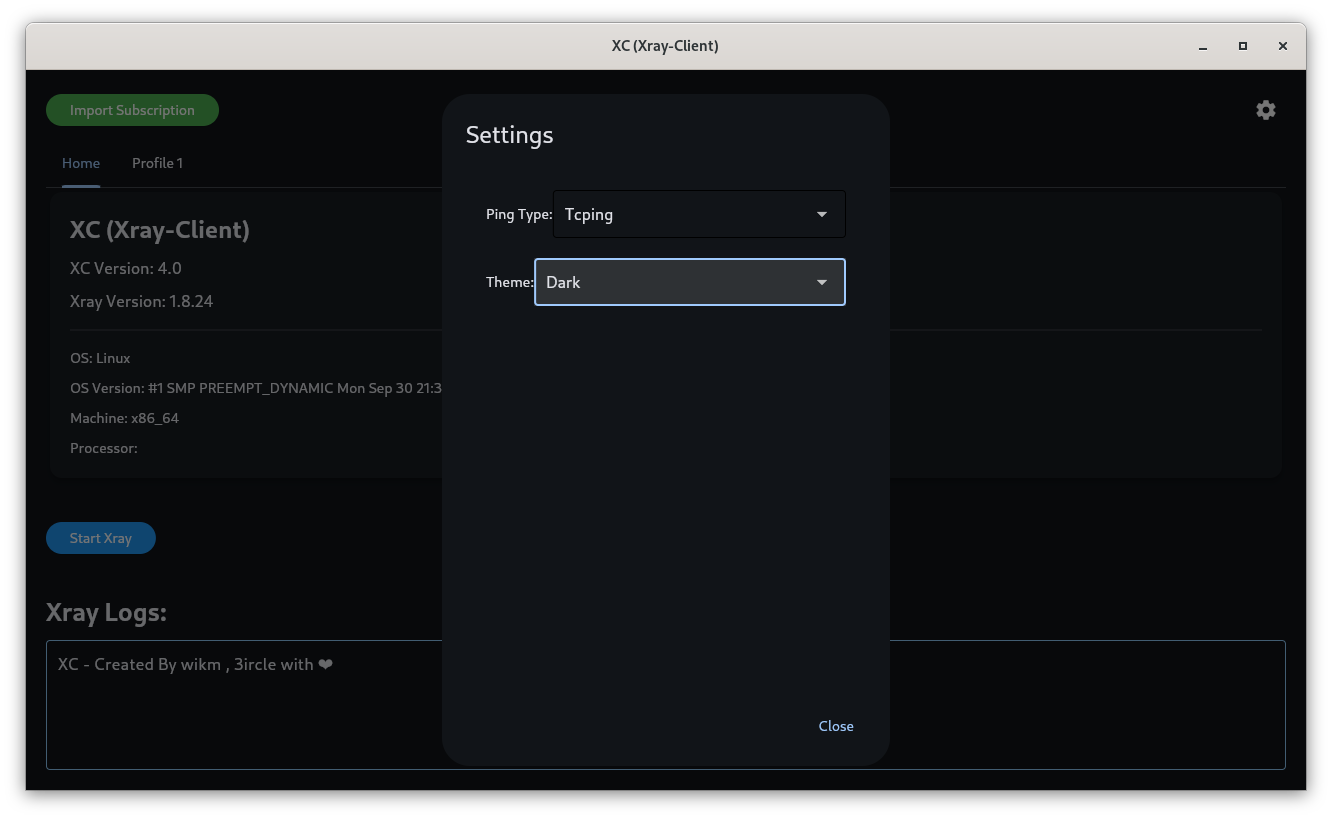 XC (Xray-Client)
Import Subscription
Home Profile 1
XC (Xray-Client)
XC Version: 4.0
Xray Version: 1.8.24
OS: Linux
OS Version: #1 SMP PREEMPT_DYNAMIC Mon Sep 30 21:3
Machine: x86_64
Processor:
Start Xray
Xray Logs:
XC - Created By wikm , 3ircle with ❤
Settings
Ping Type: Tcping
Theme: Dark
Close